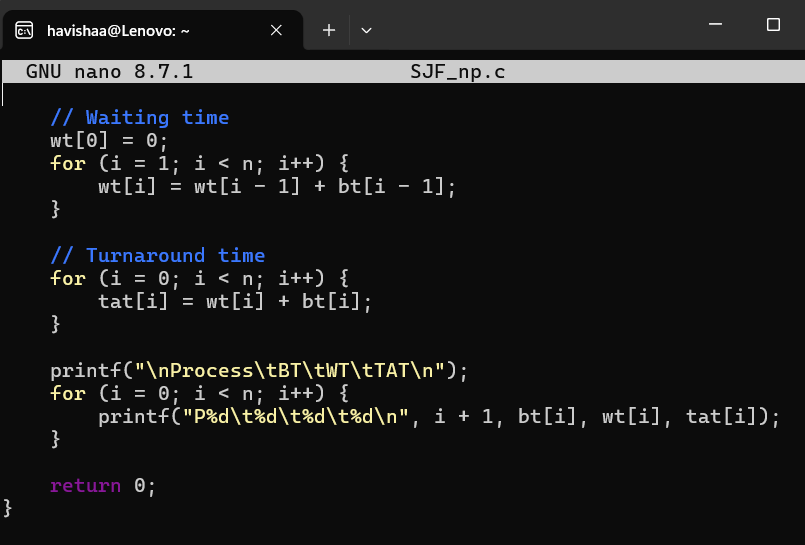 havishaa@Lenovo: ~
GNU nano 8.7.1 SJF_np.c
// Waiting time
wt[0] = 0;
for (i = 1; i < n; i++) {
wt[i] = wt[i - 1] + bt[i - 1];
}
// Turnaround time
for (i = 0; i < n; i++) {
tat[i] = wt[i] + bt[i];
}
printf("\nProcess\tBT\tWT\tTAT\n");
for (i = 0; i < n; i++) {
printf("P%d\t%d\t%d\t%d\n", i + 1, bt[i], wt[i], tat[i]);
}
return 0;
}